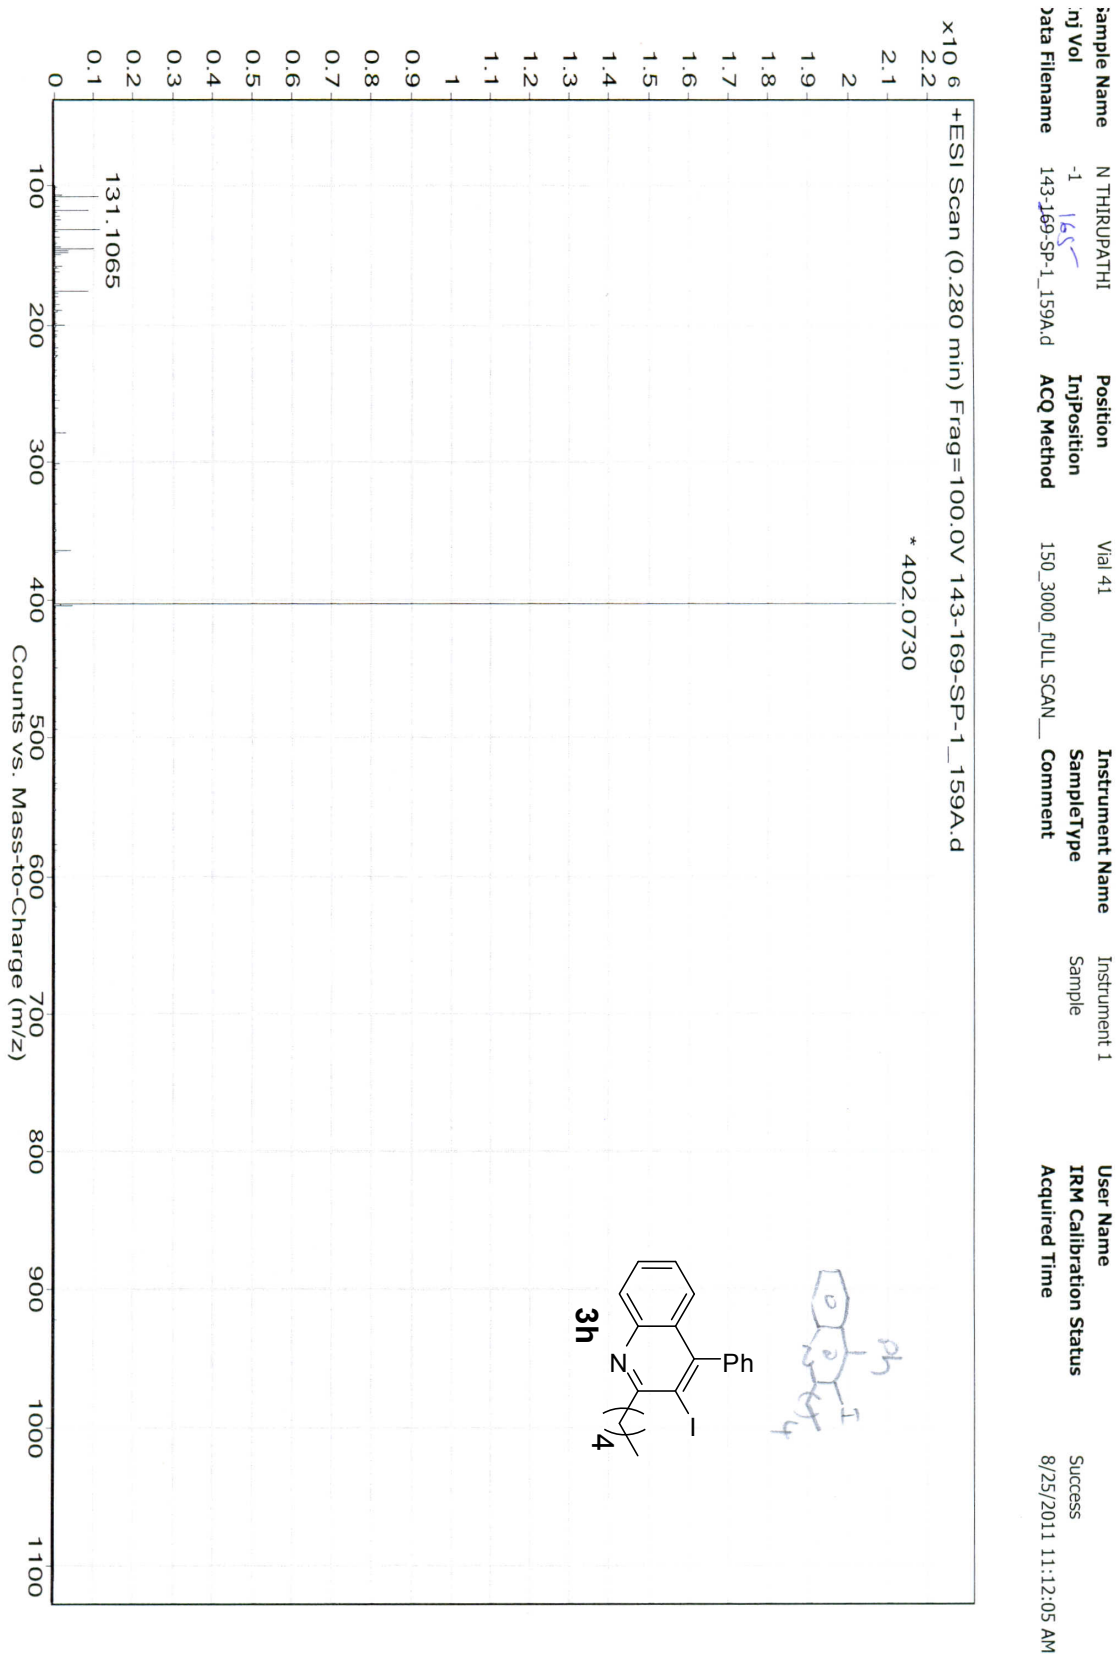 Sample Name N THIRUPATHI Position Vial 41 Instrument Name Instrument 1 User Name
Inj Vol -1 InjPosition SampleType Sample IRM Calibration Status Success
165
Data Filename 143-169-SP-1_159A.d ACQ Method 150_3000_fULL SCAN__ Comment Acquired Time 8/25/2011 11:12:05 AM
x10 6
+ESI Scan (0.280 min) Frag=100.0V 143-169-SP-1_159A.d
2.2
2.1
2
1.9
1.8
1.7
1.6
1.5
1.4
1.3
1.2
1.1
1
0.9
0.8
0.7
0.6
0.5
0.4
0.3
0.2
0.1
0
* 402.0730
131.1065
Ph
I
N
4
Ph
I
N
4
3h
100 200 300 400 500 600 700 800 900 1000 1100
Counts vs. Mass-to-Charge (m/z)